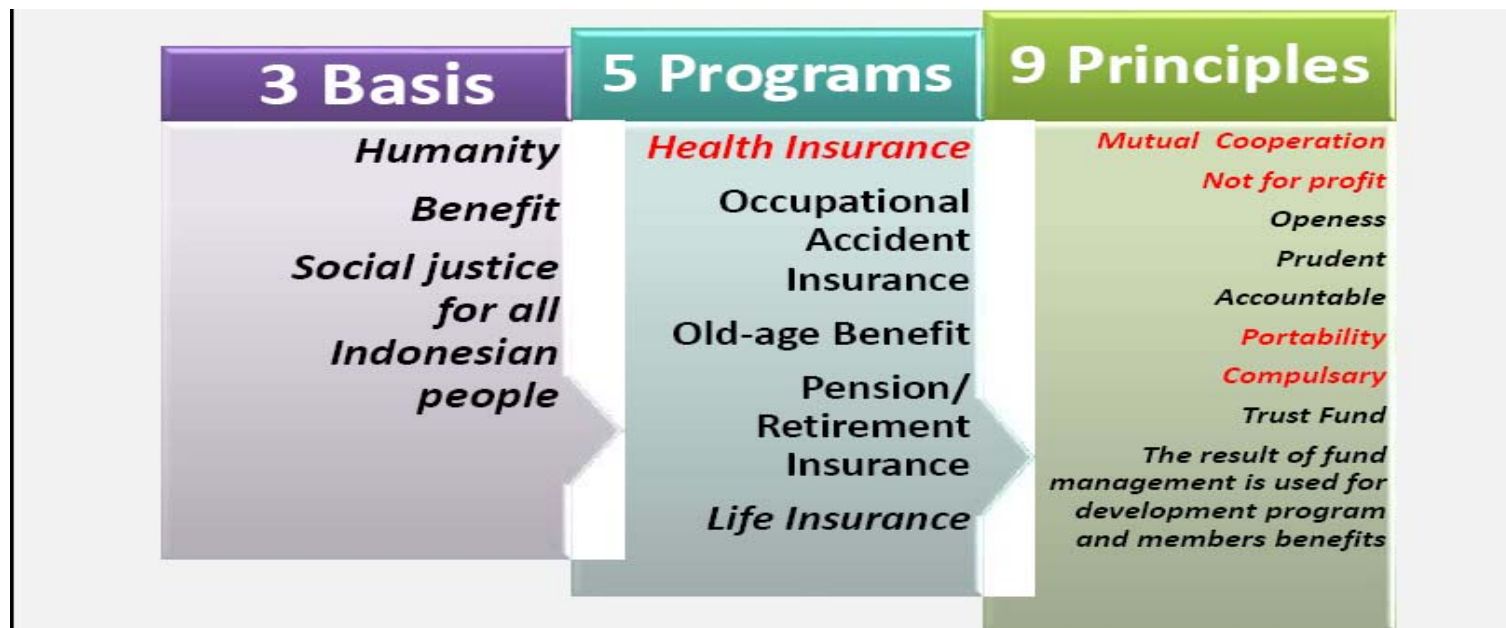 3 Basis
Humanity
Benefit
Social justice
for all
Indonesian
people
5 Programs
Health Insurance
Occupational
Accident
Insurance
Old-age Benefit
Pension/
Retirement
Insurance
Life Insurance
9 Principles
Mutual Cooperation
Not for profit
Openess
Prudent
Accountable
Portability
Compulsary
Trust Fund
The result of fund
management is used for
development program
and members benefits